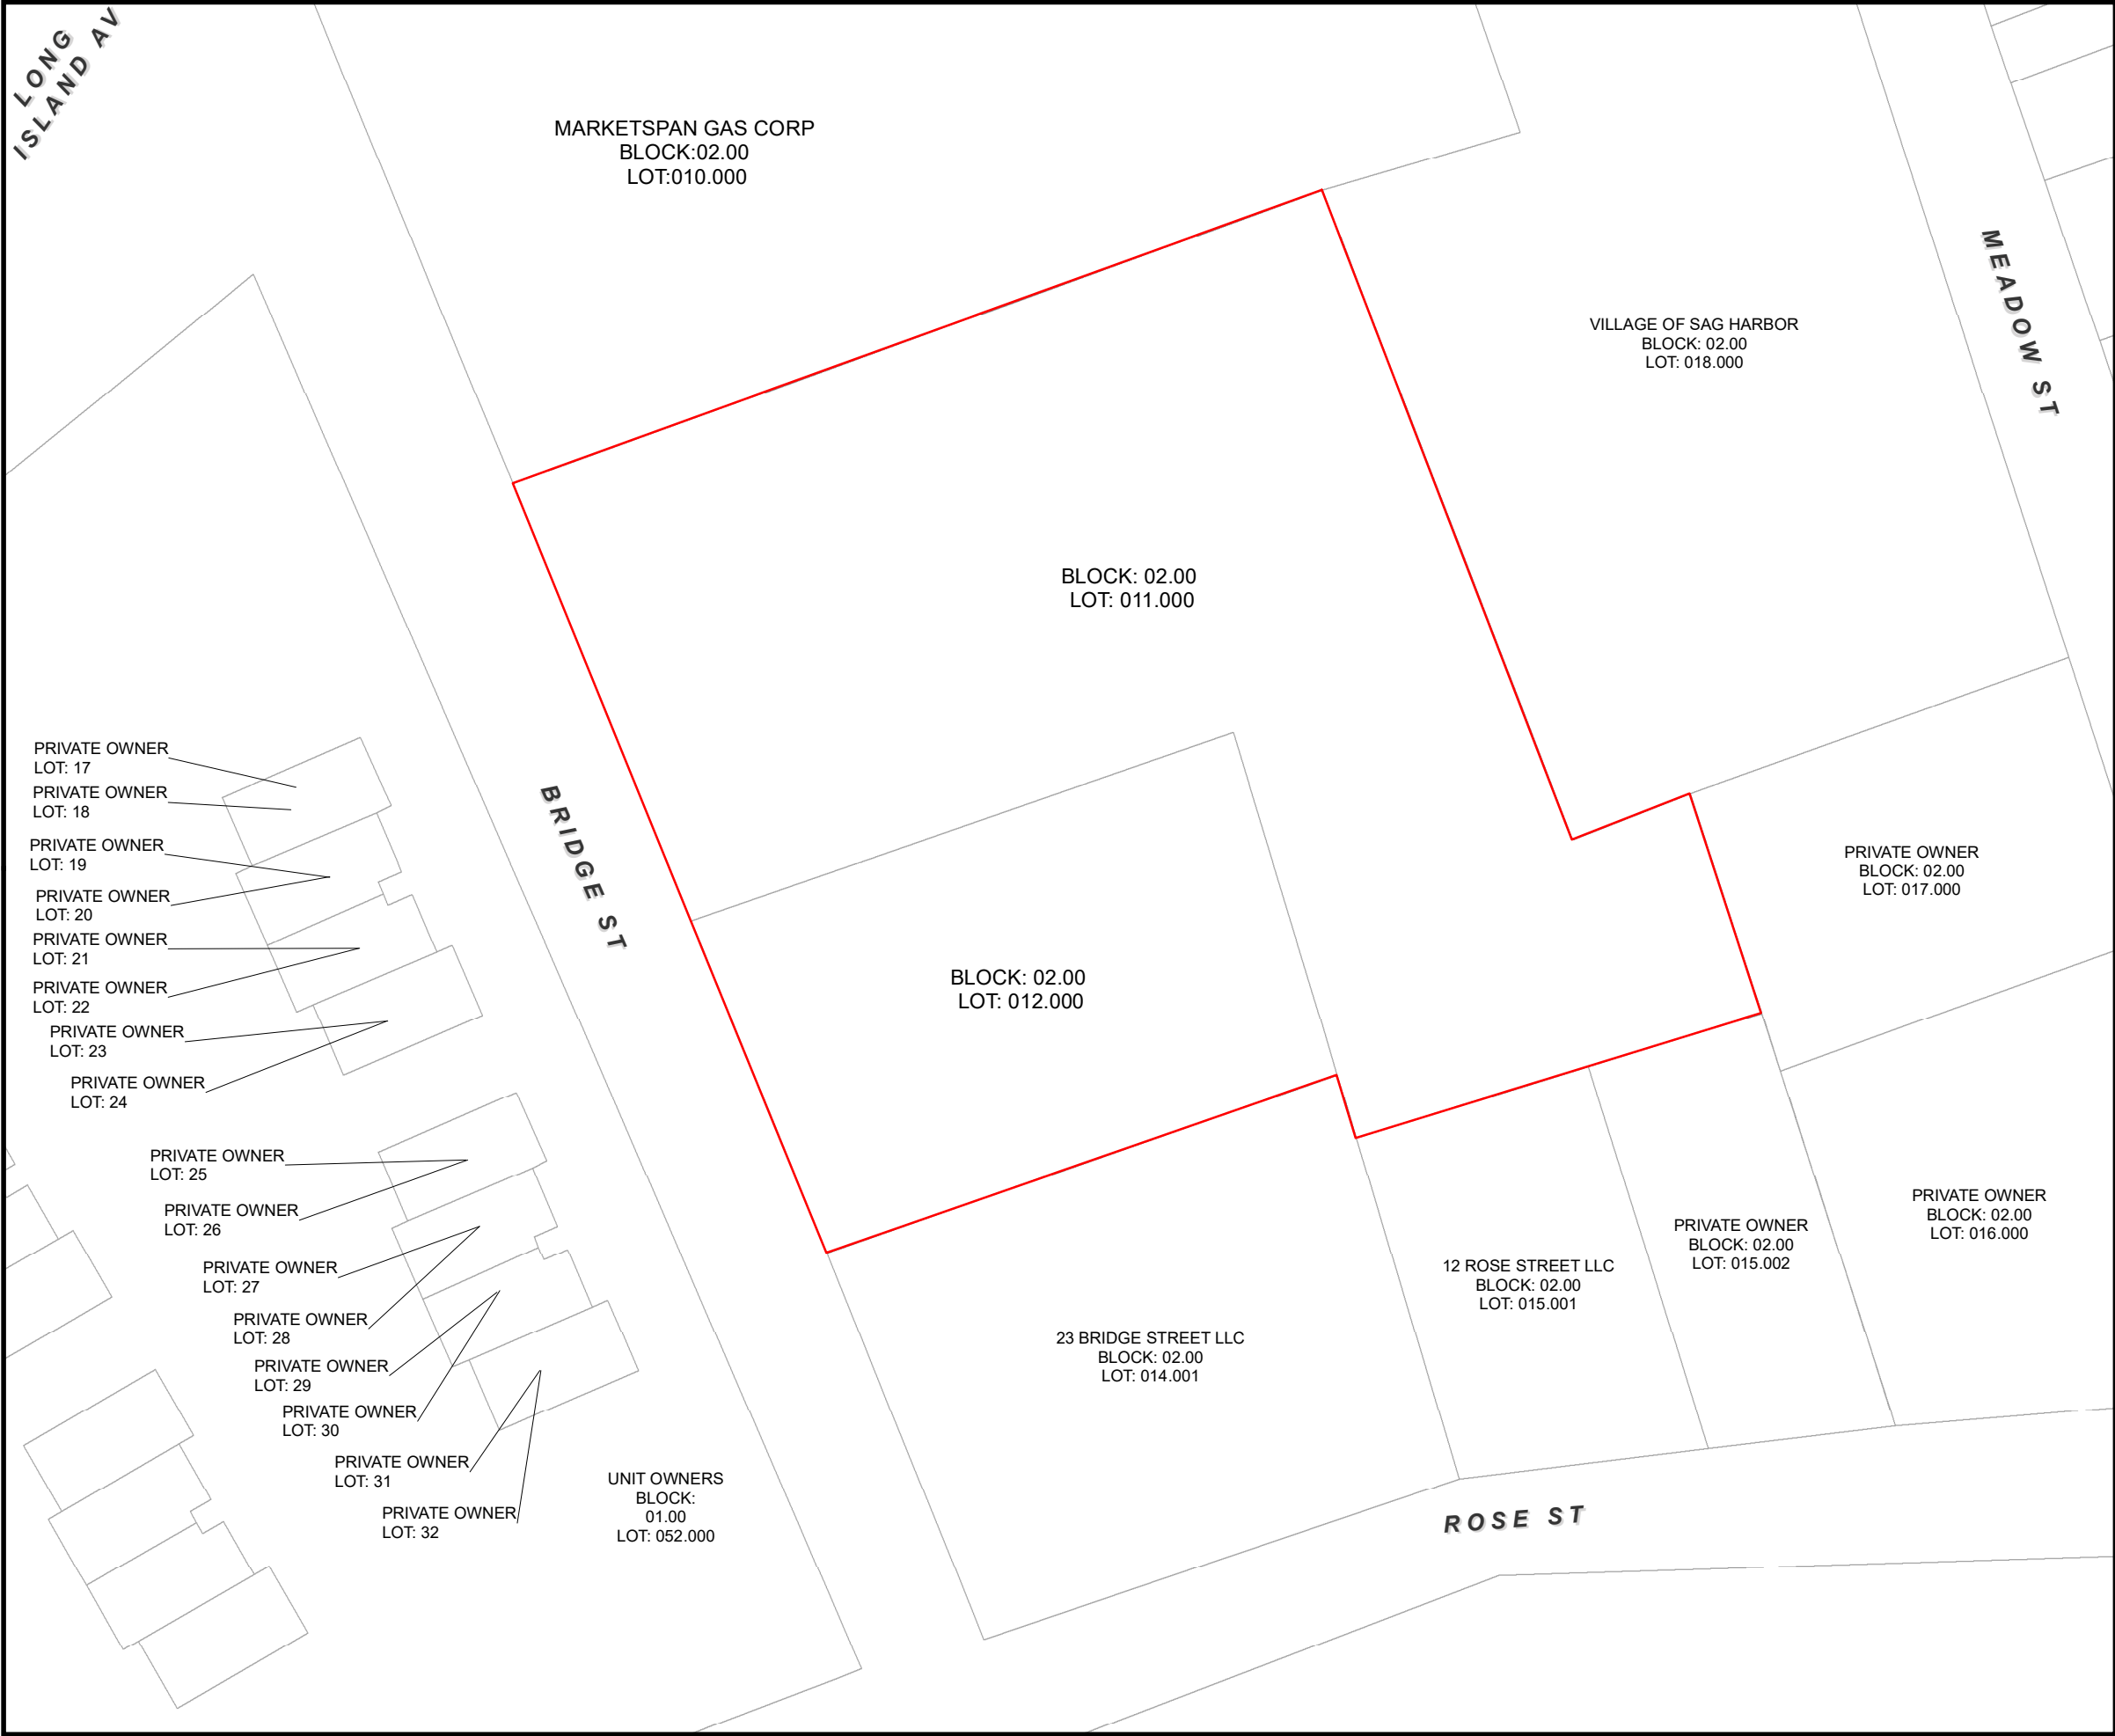 LONG
ISLAND AV
MARKETSPAN GAS CORP
BLOCK:02.00
LOT:010.000
MEADOW ST
VILLAGE OF SAG HARBOR
BLOCK: 02.00
LOT: 018.000
BLOCK: 02.00
LOT: 011.000
PRIVATE OWNER
LOT: 17
PRIVATE OWNER
LOT: 18
PRIVATE OWNER
LOT: 19
PRIVATE OWNER
LOT: 20
PRIVATE OWNER
LOT: 21
PRIVATE OWNER
LOT: 22
PRIVATE OWNER
LOT: 23
PRIVATE OWNER
LOT: 24
BRIDGE ST
PRIVATE OWNER
BLOCK: 02.00
LOT: 017.000
BLOCK: 02.00
LOT: 012.000
PRIVATE OWNER
LOT: 25
PRIVATE OWNER
LOT: 26
PRIVATE OWNER
LOT: 27
PRIVATE OWNER
LOT: 28
PRIVATE OWNER
LOT: 29
PRIVATE OWNER
LOT: 30
PRIVATE OWNER
LOT: 31
PRIVATE OWNER
LOT: 32
PRIVATE OWNER
BLOCK: 02.00
LOT: 016.000
PRIVATE OWNER
BLOCK: 02.00
LOT: 015.002
12 ROSE STREET LLC
BLOCK: 02.00
LOT: 015.001
23 BRIDGE STREET LLC
BLOCK: 02.00
LOT: 014.001
UNIT OWNERS
BLOCK:
01.00
LOT: 052.000
ROSE ST